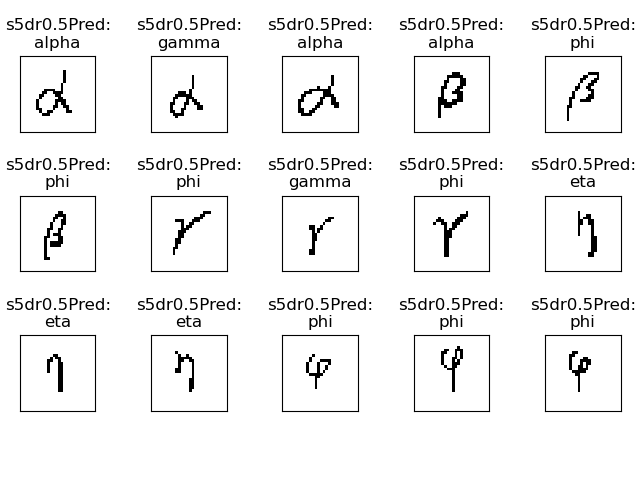 s5dr0.5Pred: s5dr0.5Pred: s5dr0.5Pred: s5dr0.5Pred: s5dr0.5Pred:
alpha gamma alpha alpha phi
α α α β β
s5dr0.5Pred: s5dr0.5Pred: s5dr0.5Pred: s5dr0.5Pred: s5dr0.5Pred:
phi phi gamma phi eta
β γ γ γ η
s5dr0.5Pred: s5dr0.5Pred: s5dr0.5Pred: s5dr0.5Pred: s5dr0.5Pred:
eta eta phi phi phi
η η φ φ φ